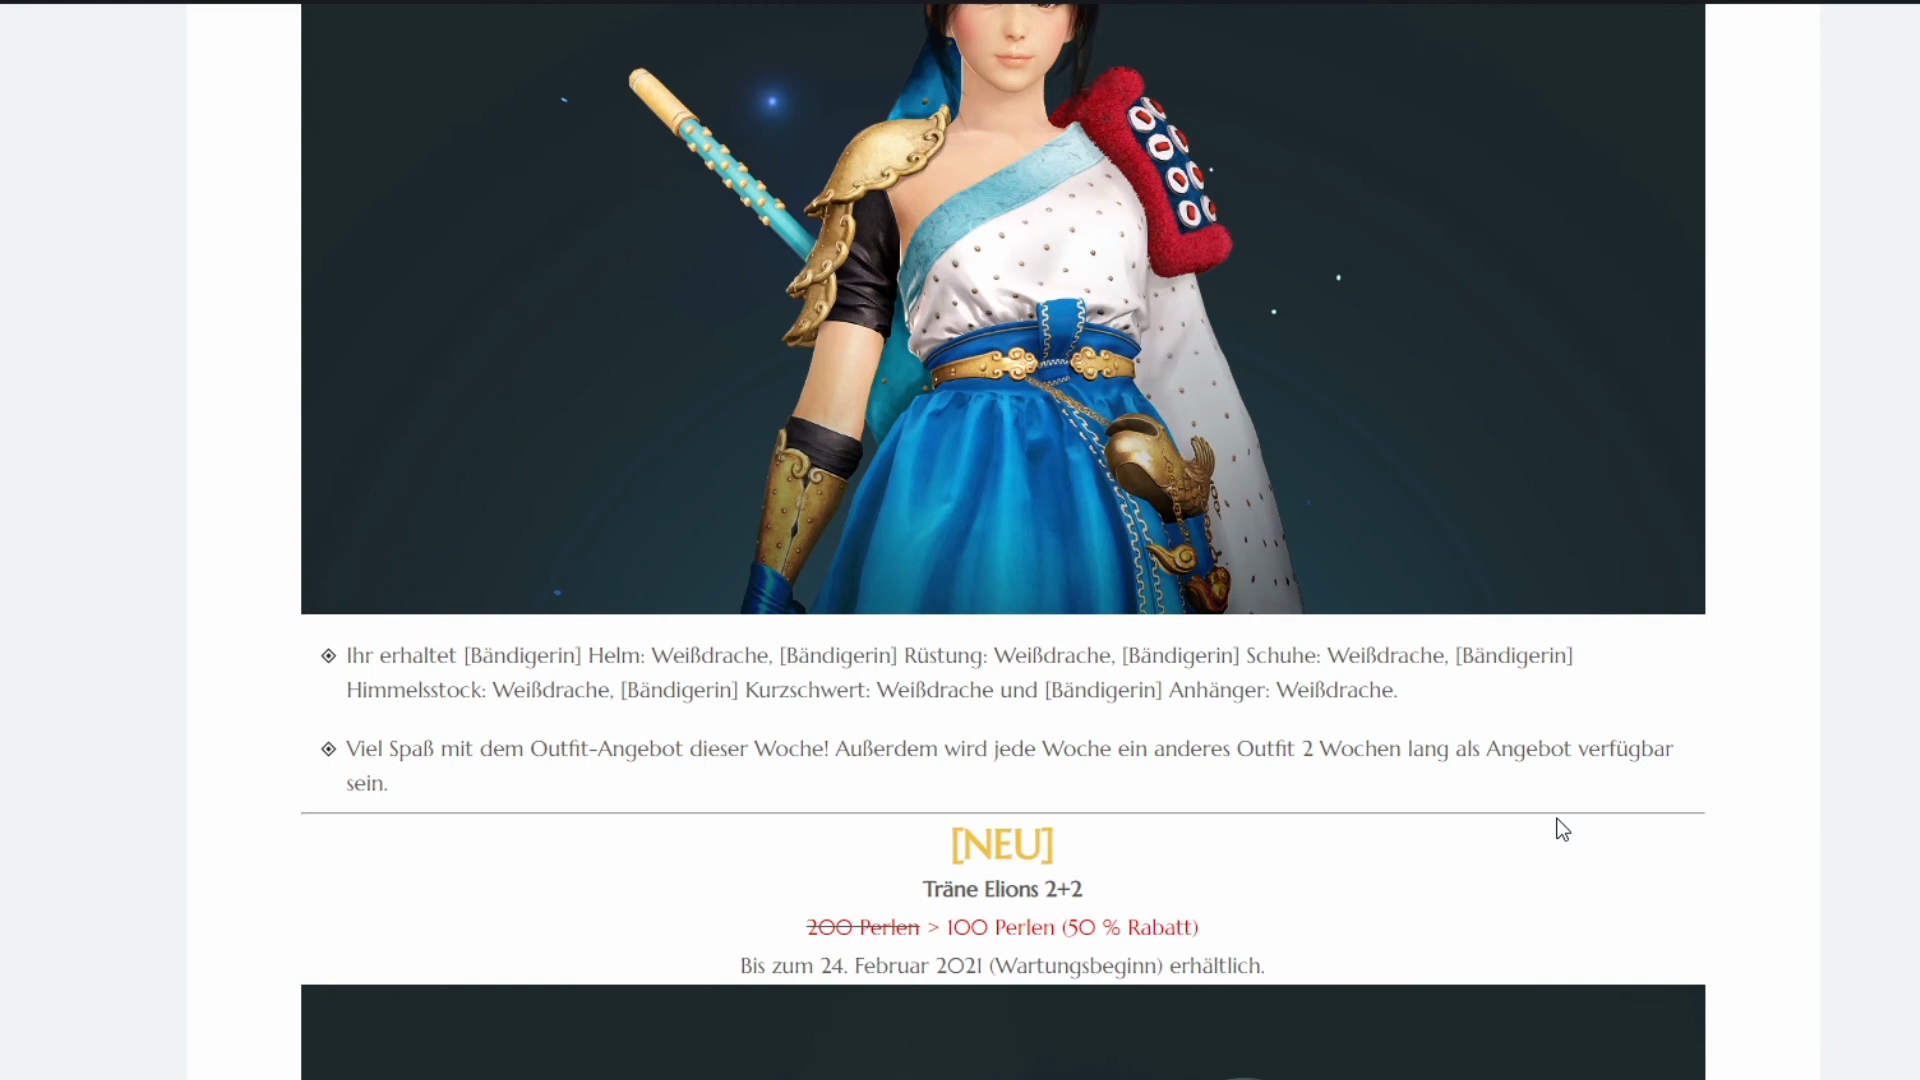 Ihr erhaltet [Bändigerin] Helm: Weißdrache, [Bändigerin] Rüstung: Weißdrache, [Bändigerin] Schuhe: Weißdrache, [Bändigerin]
Himmelsstock: Weißdrache, [Bändigerin] Kurzschwert: Weißdrache und [Bändigerin] Anhänger: Weißdrache.
Viel Spaß mit dem Outfit-Angebot dieser Woche! Außerdem wird jede Woche ein anderes Outfit 2 Wochen lang als Angebot verfügbar
sein.
[NEU]
Träne Elions 2+2
200 Perlen > 100 Perlen (50 % Rabatt)
Bis zum 24. Februar 2021 (Wartungsbeginn) erhältlich.